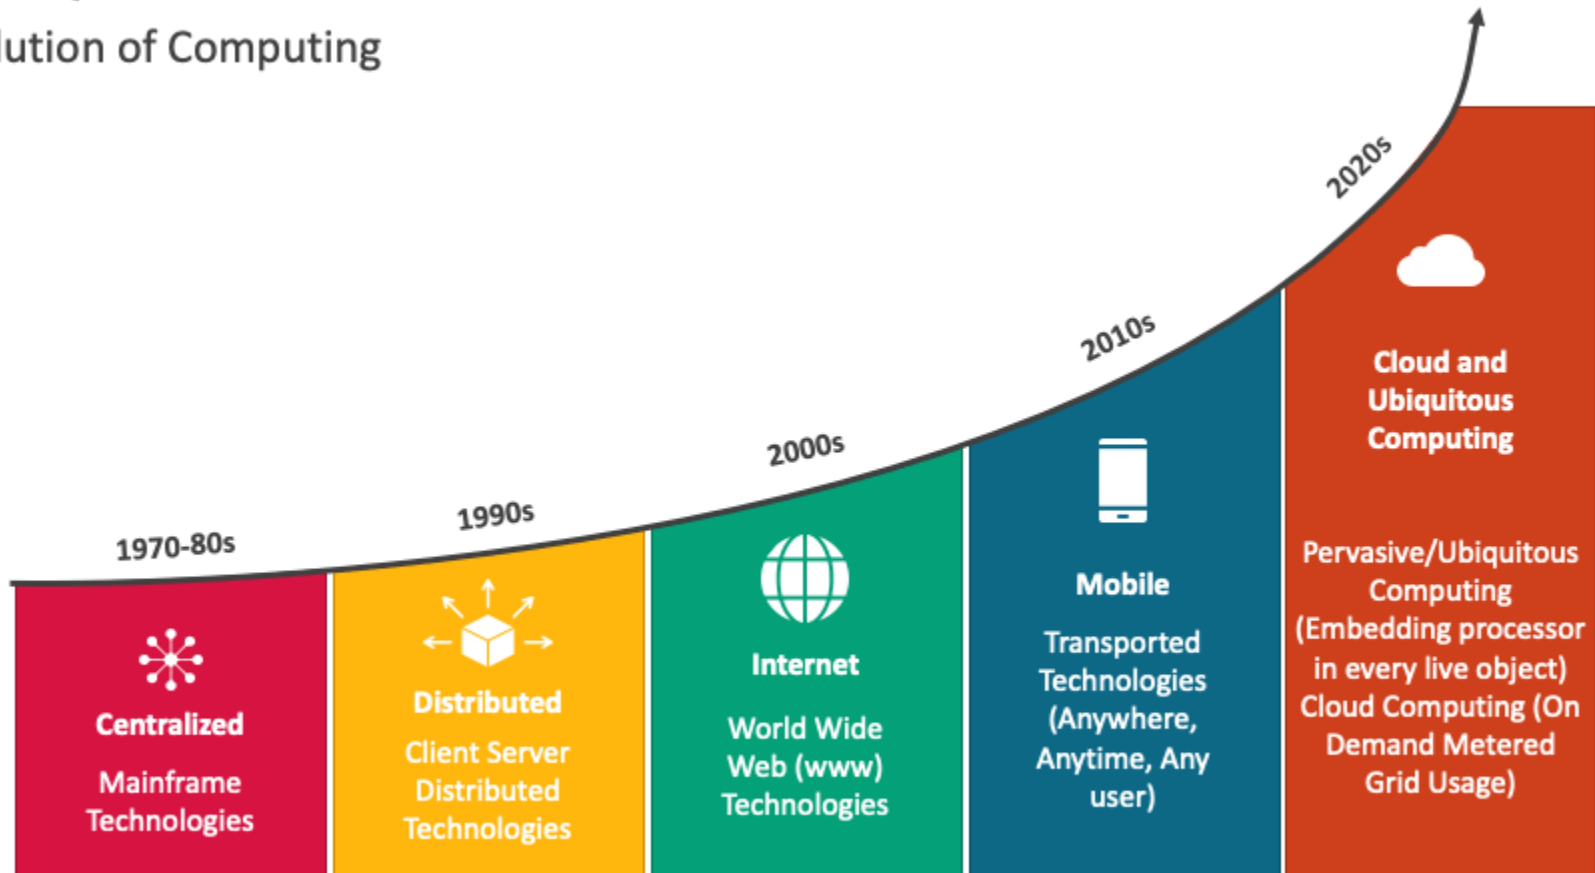 lution of Computing
1970-80s
Centralized
Mainframe
Technologies
1990s
Distributed
Client Server
Distributed
Technologies
2000s
Internet
World Wide
Web (www)
Technologies
2010s
Mobile
Transported
Technologies
(Anywhere,
Anytime, Any
user)
2020s
Cloud and
Ubiquitous
Computing
Pervasive/Ubiquitous
Computing
(Embedding processor
in every live object)
Cloud Computing (On
Demand Metered
Grid Usage)